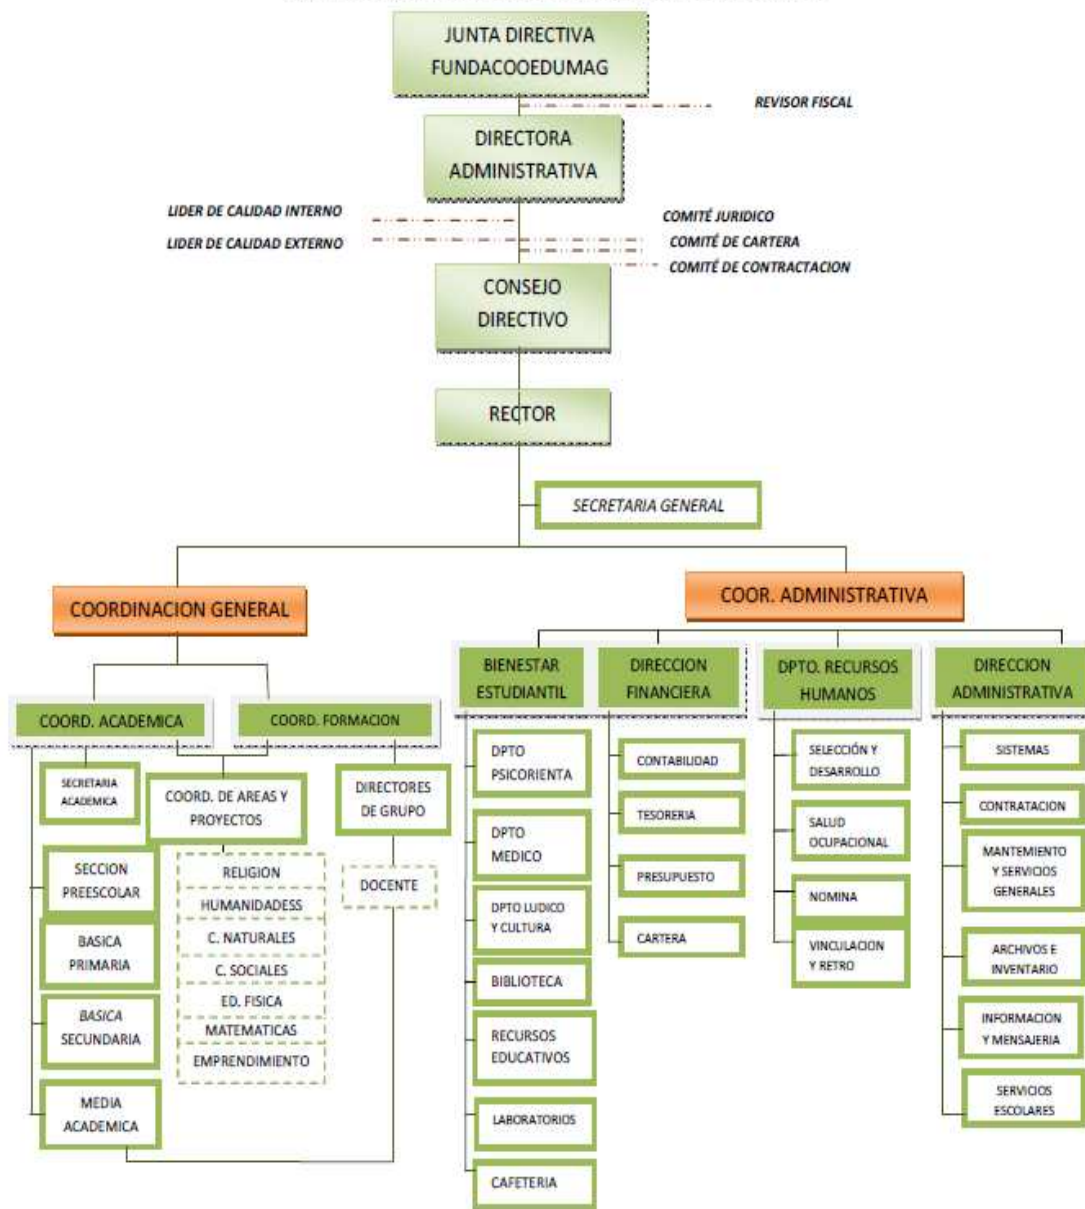 JUNTA DIRECTIVA
FUNDACOOEDUMAG
REVISOR FISCAL
DIRECTORA
ADMINISTRATIVA
LIDER DE CALIDAD INTERNO
LIDER DE CALIDAD EXTERNO
COMITÉ JURIDICO
COMITÉ DE CARTERA
COMITÉ DE CONTRACTACION
CONSEJO
DIRECTIVO
RECTOR
SECRETARIA GENERAL
COORDINACION GENERAL
COOR. ADMINISTRATIVA
COORD. ACADEMICA
COORD. FORMACION
SECRETARIA
ACADEMICA
COORD. DE AREAS Y
PROYECTOS
DIRECTORES
DE GRUPO
SECCION
PREESCOLAR
BASICA
PRIMARIA
BASICA
SECUNDARIA
MEDIA
ACADEMICA
RELIGION
HUMANIDADESS
C. NATURALES
C. SOCIALES
ED. FISICA
MATEMATICAS
EMPRENDIMIENTO
DOCENTE
BIENESTAR
ESTUDIANTIL
DPTO
PSICORIENTA
DPTO
MEDICO
DPTO LUDICO
Y CULTURA
BIBLIOTECA
RECURSOS
EDUCATIVOS
LABORATORIOS
CAFETERIA
DIRECCION
FINANCIERA
CONTABILIDAD
TESORERIA
PRESUPUESTO
CARTERA
DPTO. RECURSOS
HUMANOS
SELECCIÓN Y
DESARROLLO
SALUD
OCUPACIONAL
NOMINA
VINCULACION
Y RETRO
DIRECCION
ADMINISTRATIVA
SISTEMAS
CONTRATACION
MANTEMIENTO
Y SERVICIOS
GENERALES
ARCHIVOS E
INVENTARIO
INFORMACION
Y MENSAJERIA
SERVICIOS
ESCOLARES